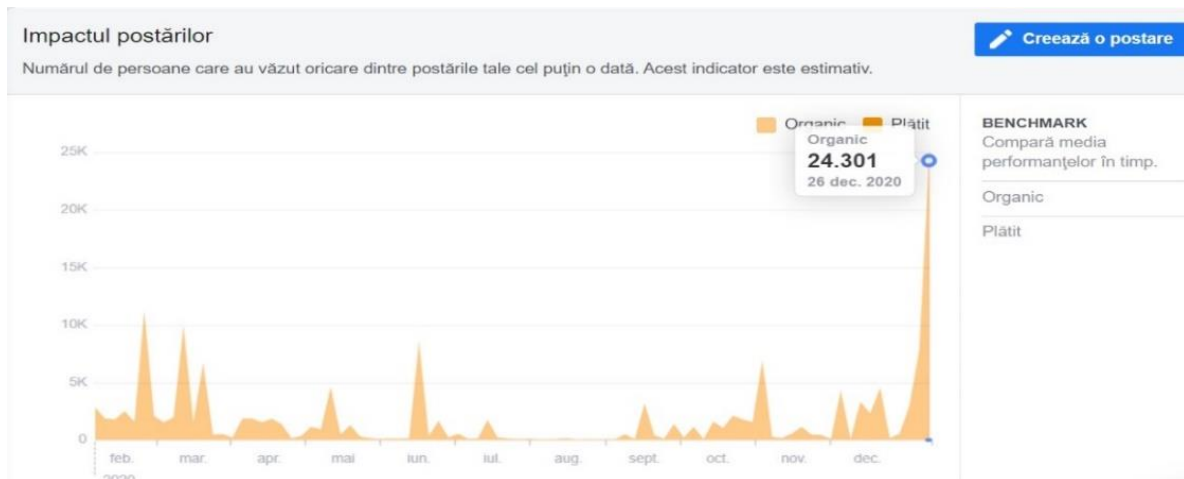 Impactul postărilor
Creează o postare
Numărul de persoane care au văzut oricare dintre postările tale cel puțin o dată. Acest indicator este estimativ.
Organic Plătit
Organic
24.301
26 dec. 2020
BENCHMARK
Compară media
performanțelor în timp.
Organic
Plătit
25K
20K
15K
10K
5K
0
feb. mar. apr. mai iun. iul. aug. sept. oct. nov. dec.
2020